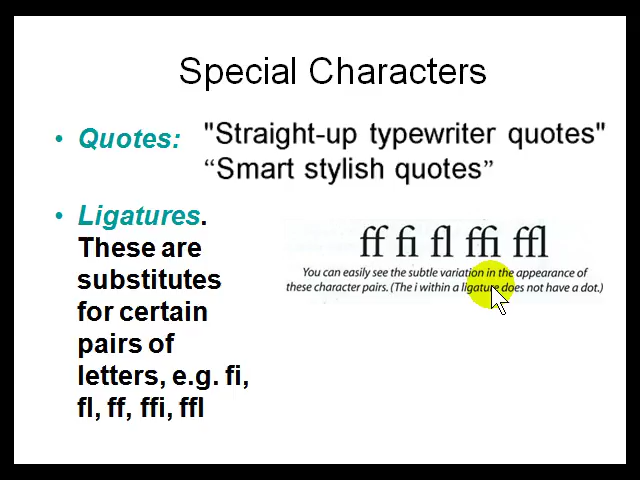 Special Characters
• Quotes: "Straight-up typewriter quotes"
“Smart stylish quotes”
• Ligatures.
These are
substitutes
for certain
pairs of
letters, e.g. fi,
fl, ff, ffi, ffl
ff fi fl ffi ffl
You can easily see the subtle variation in the appearance of
these character pairs. (The i within a ligature does not have a dot.)